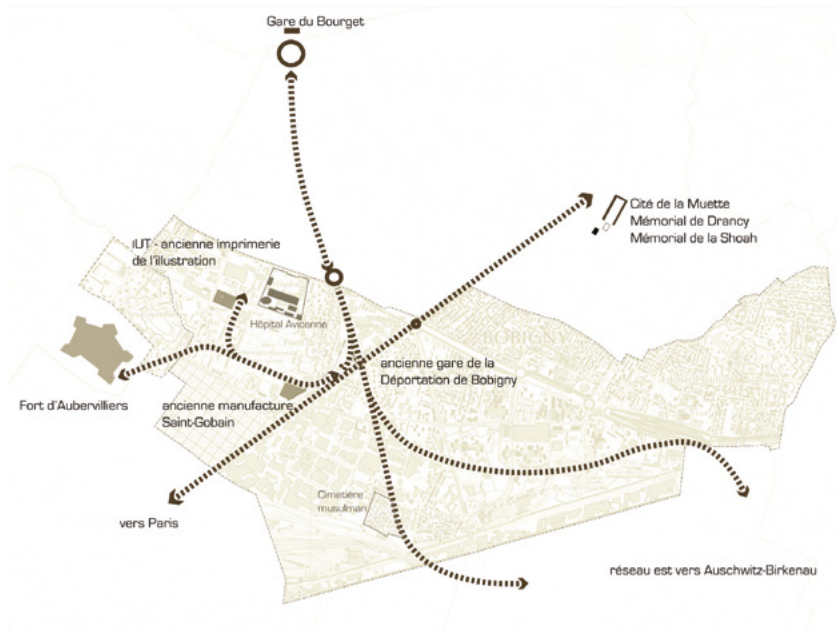 Gare du Bourget
Cité de la Muette
Mémorial de Drancy
Mémorial de la Shoah
IUT - ancienne imprimerie
de l'illustration
Hôpital Avicenne
BOBIGNY
ancienne gare de la
Déportation de Bobigny
Fort d'Aubervilliers
ancienne manufacture
Saint-Gobain
Cimetière
musulman
vers Paris
réseau est vers Auschwitz-Birkenau